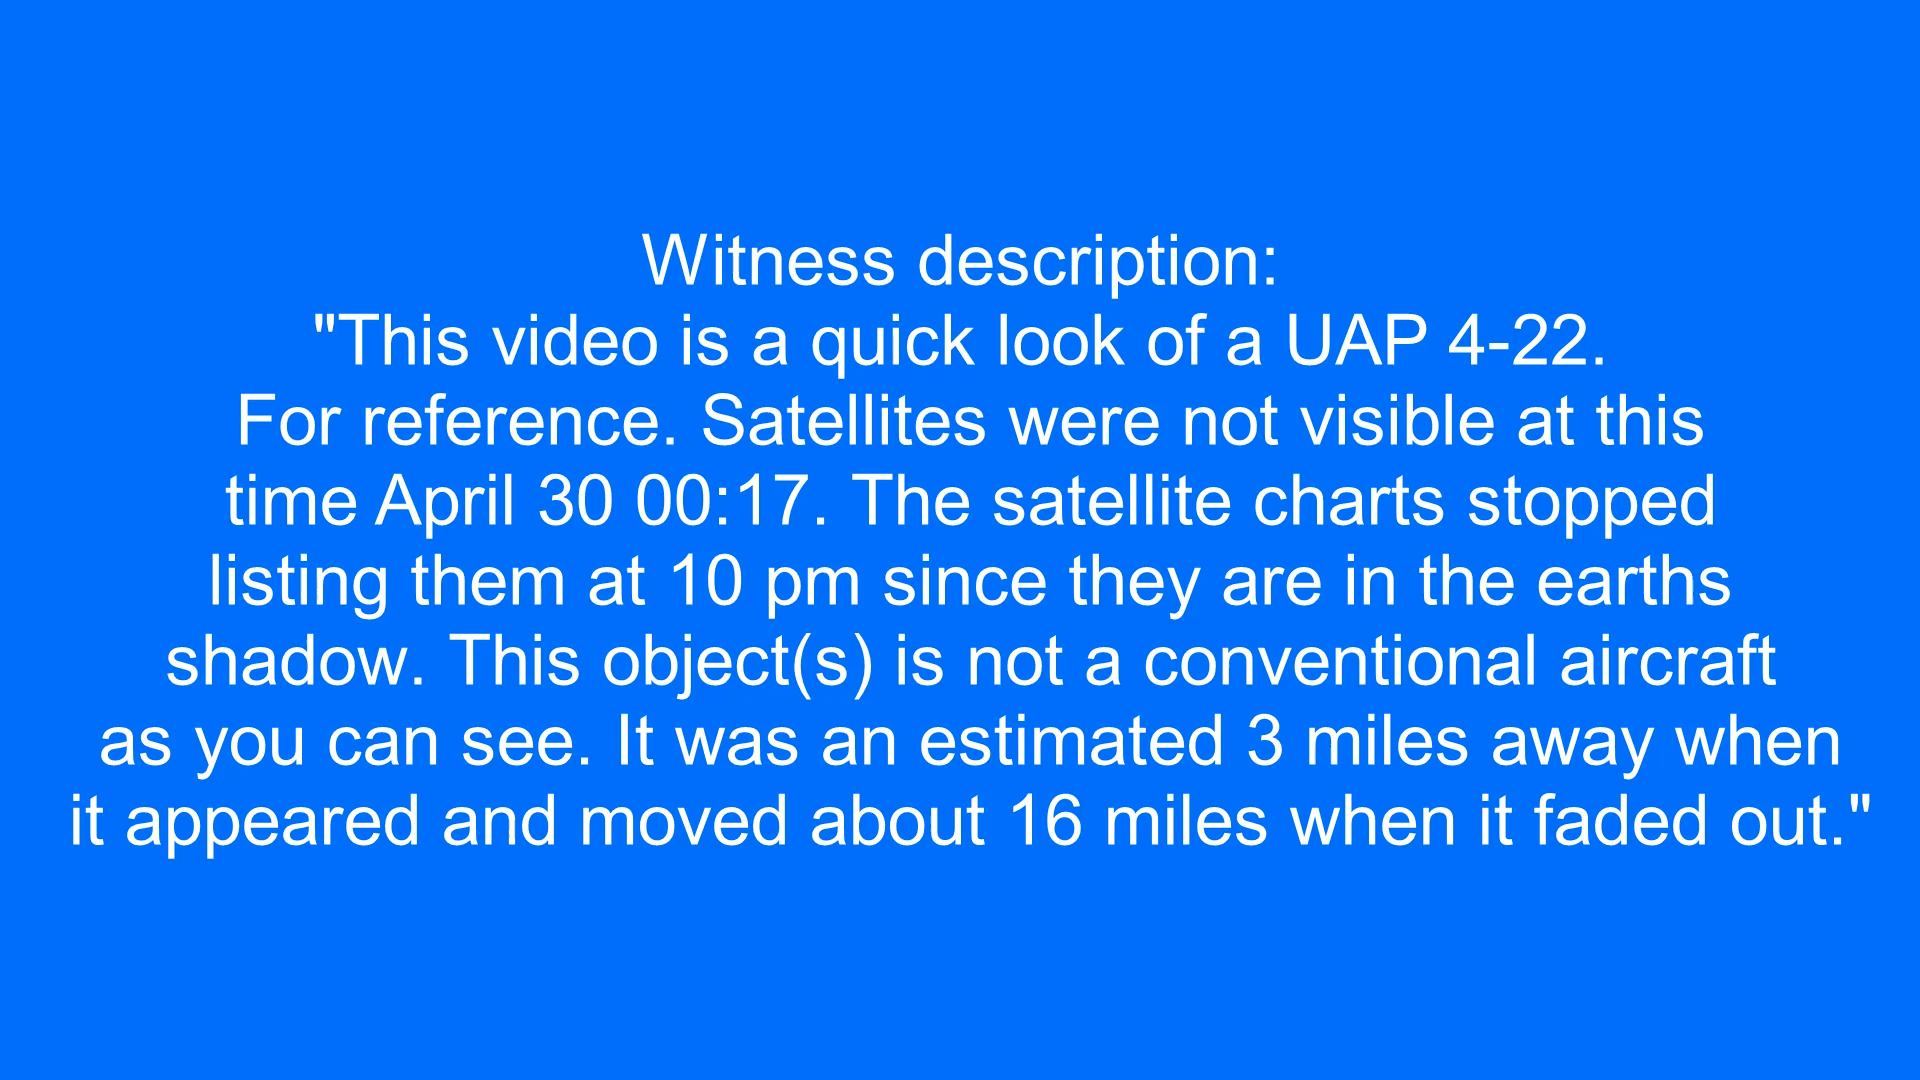 Witness description:
"This video is a quick look of a UAP 4-22.
For reference. Satellites were not visible at this
time April 30 00:17. The satellite charts stopped
listing them at 10 pm since they are in the earths
shadow. This object(s) is not a conventional aircraft
as you can see. It was an estimated 3 miles away when
it appeared and moved about 16 miles when it faded out."